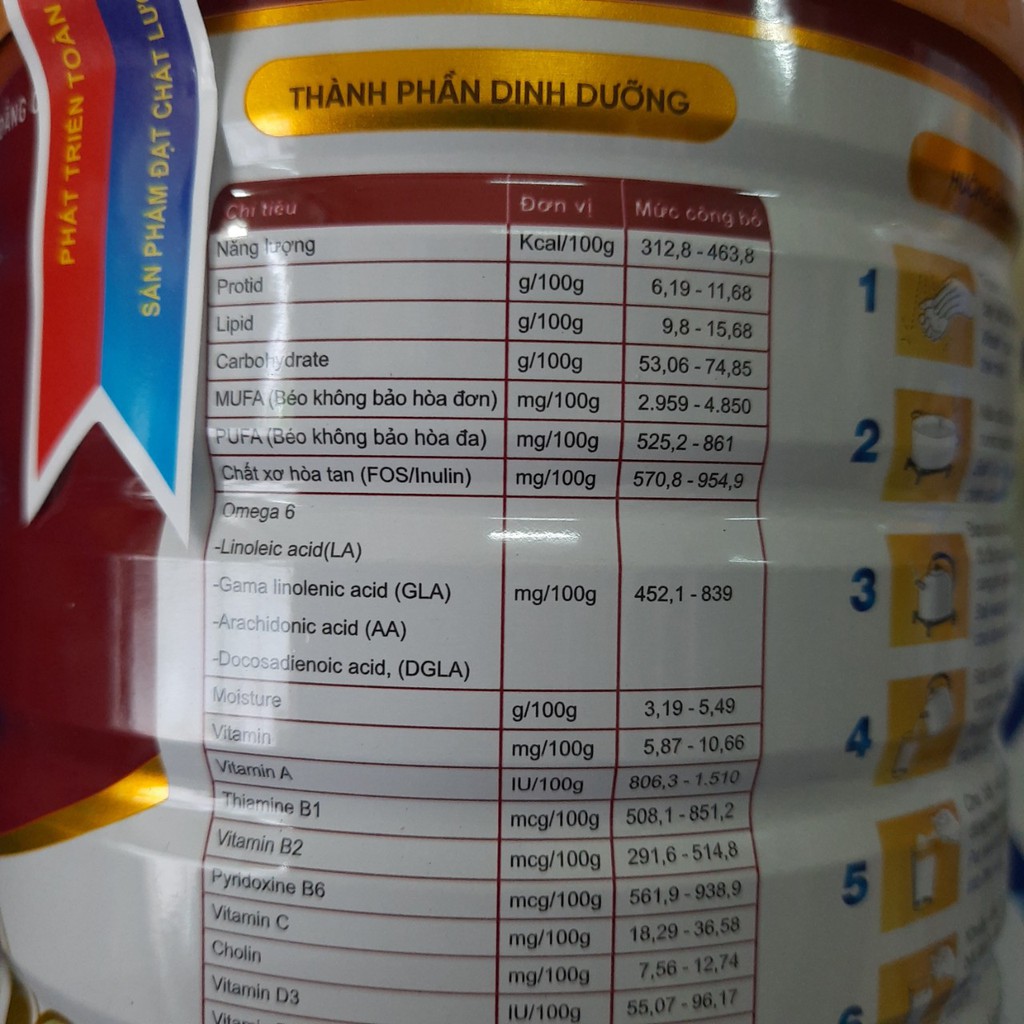 PHÁT TRIỂN TOÀN
SẢN PHẨM ĐẠT CHẤT LƯỢ
THÀNH PHẦN DINH DƯỠNG
Chỉ tiêu Đơn vị Mức công bố
Năng lượng Kcal/100g 312,8 - 463,8
Protid g/100g 6,19 - 11,68
Lipid g/100g 9,8 - 15,68
Carbohydrate g/100g 53,06 - 74,85
MUFA (Béo không bảo hòa đơn) mg/100g 2.959 - 4.850
PUFA (Béo không bảo hòa đa) mg/100g 525,2 - 861
Chất xơ hòa tan (FOS/Inulin) mg/100g 570,8 - 954,9
Omega 6
-Linoleic acid(LA)
-Gama linolenic acid (GLA) mg/100g 452,1 - 839
-Arachidonic acid (AA)
-Docosadienoic acid, (DGLA)
Moisture g/100g 3,19 - 5,49
Vitamin mg/100g 5,87 - 10,66
Vitamin A IU/100g 806,3 - 1.510
Thiamine B1 mcg/100g 508,1 - 851,2
Vitamin B2 mcg/100g 291,6 - 514,8
Pyridoxine B6 mcg/100g 561,9 - 938,9
Vitamin C mg/100g 18,29 - 36,58
Cholin mg/100g 7,56 - 12,74
Vitamin D3 IU/100g 55,07 - 96,17
1
2
3
4
5
6